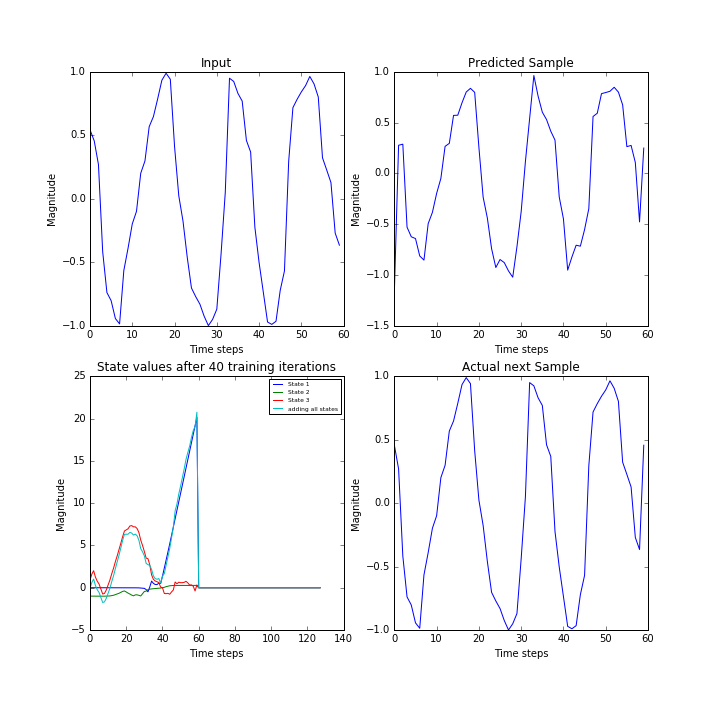 Input
Magnitude
1.0
0.5
0.0
−0.5
−1.0
0 10 20 30 40 50 60
Time steps
Predicted Sample
Magnitude
1.0
0.5
0.0
−0.5
−1.0
−1.5
0 10 20 30 40 50 60
Time steps
State values after 40 training iterations
Magnitude
25
20
15
10
5
0
−5
State 1
State 2
State 3
adding all states
0 20 40 60 80 100 120 140
Time steps
Actual next Sample
Magnitude
1.0
0.5
0.0
−0.5
−1.0
0 10 20 30 40 50 60
Time steps